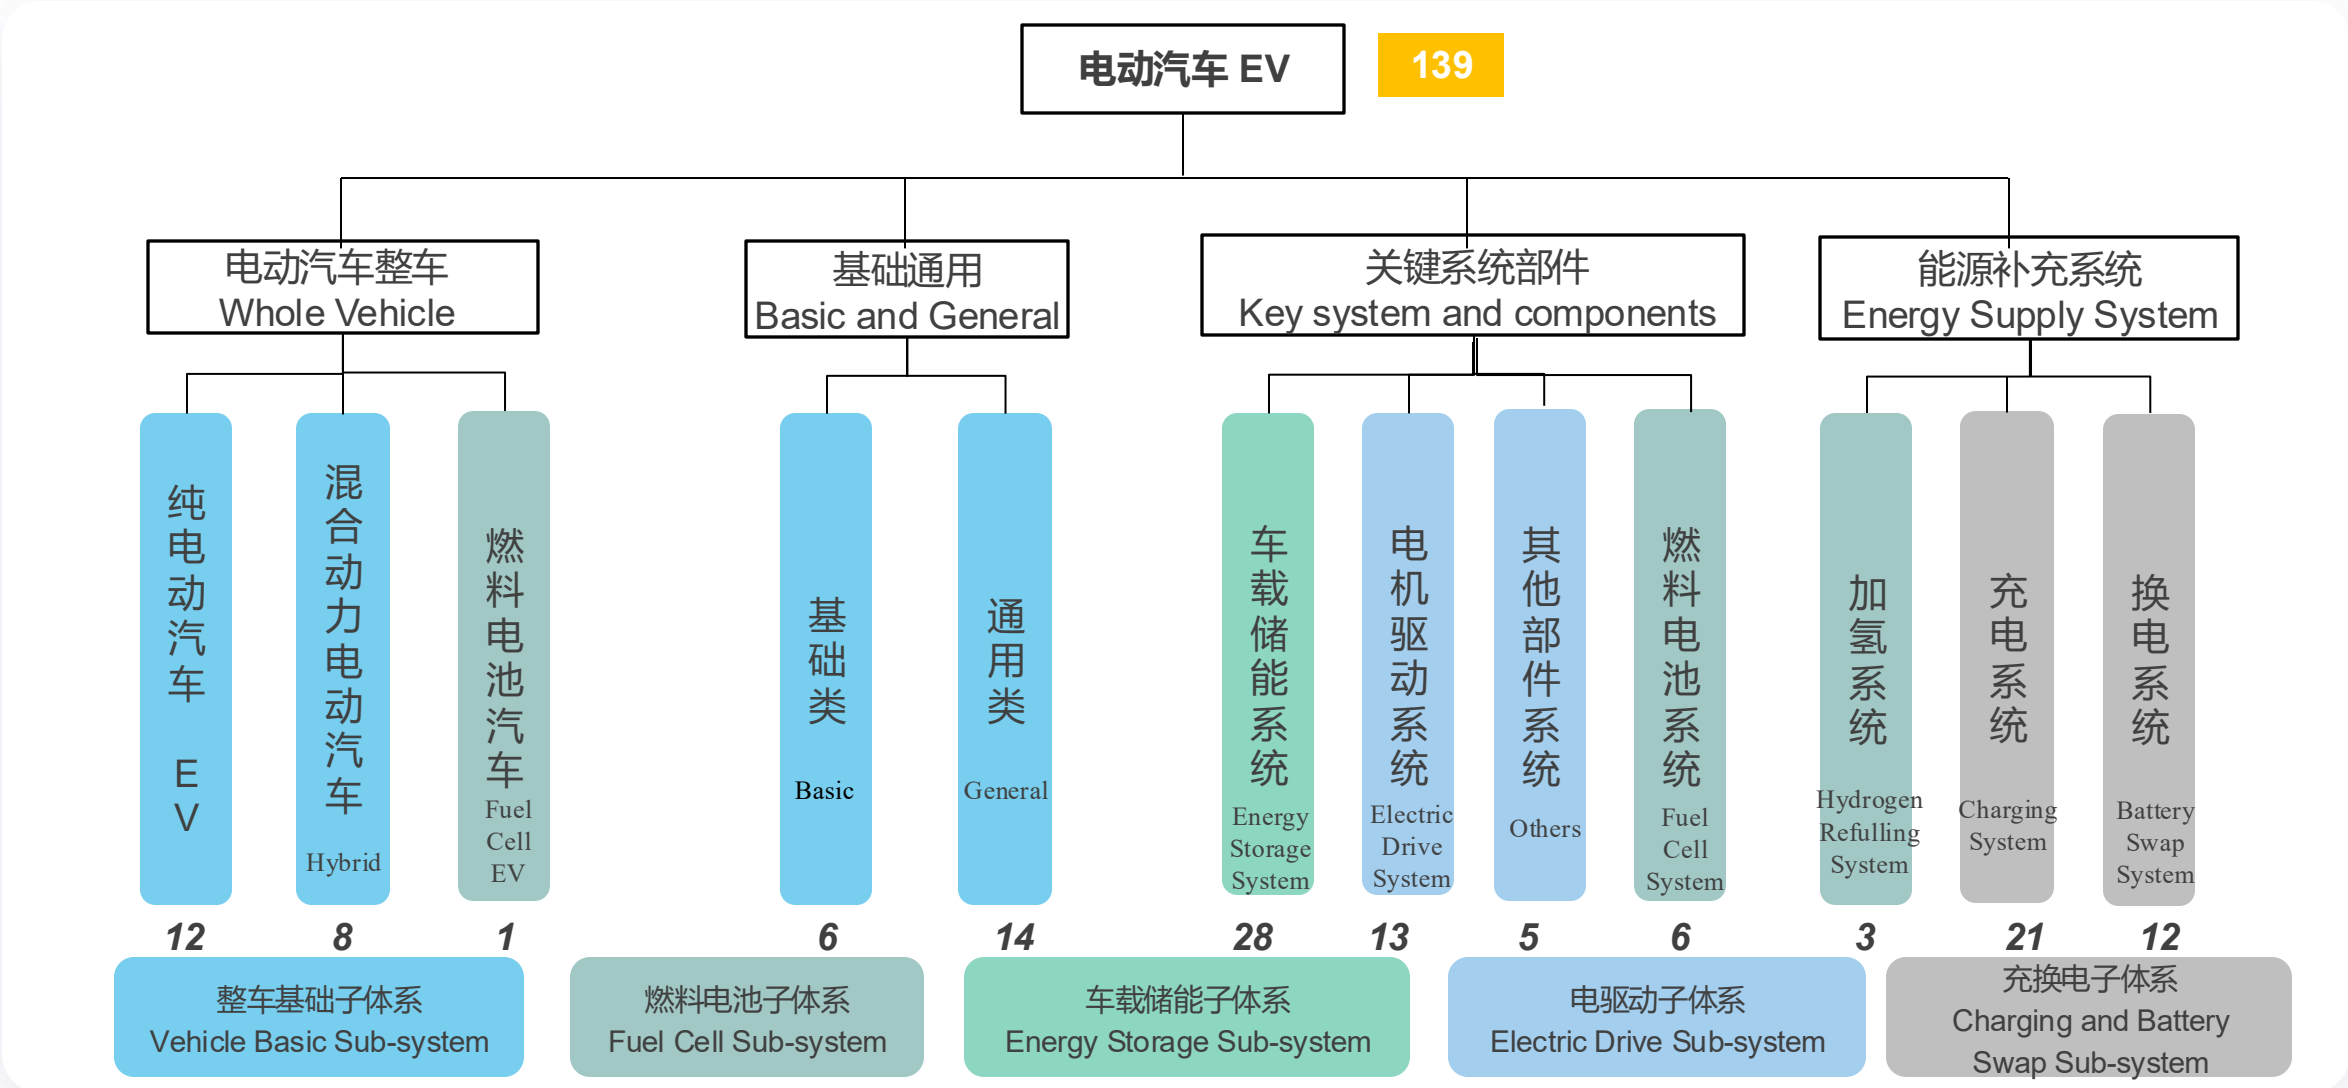 电动汽车 EV
139
电动汽车整车
Whole Vehicle
基础通用
Basic and General
关键系统部件
Key system and components
能源补充系统
Energy Supply System
纯电动汽车 EV
混合动力电动汽车
Hybrid
燃料电池汽车
Fuel
Cell
EV
基础类
Basic
通用类
General
车载储能系统
Energy
Storage
System
电机驱动系统
Electric
Drive
System
其他部件系统
Others
燃料电池系统
Fuel
Cell
System
加氢系统
Hydrogen
Refulling
System
充电系统
Charging
System
换电系统
Battery
Swap
System
12
8
1
6
14
28
13
5
6
3
21
12
整车基础子体系
Vehicle Basic Sub-system
燃料电池子体系
Fuel Cell Sub-system
车载储能子体系
Energy Storage Sub-system
电驱动子体系
Electric Drive Sub-system
充换电子体系
Charging and Battery
Swap Sub-system